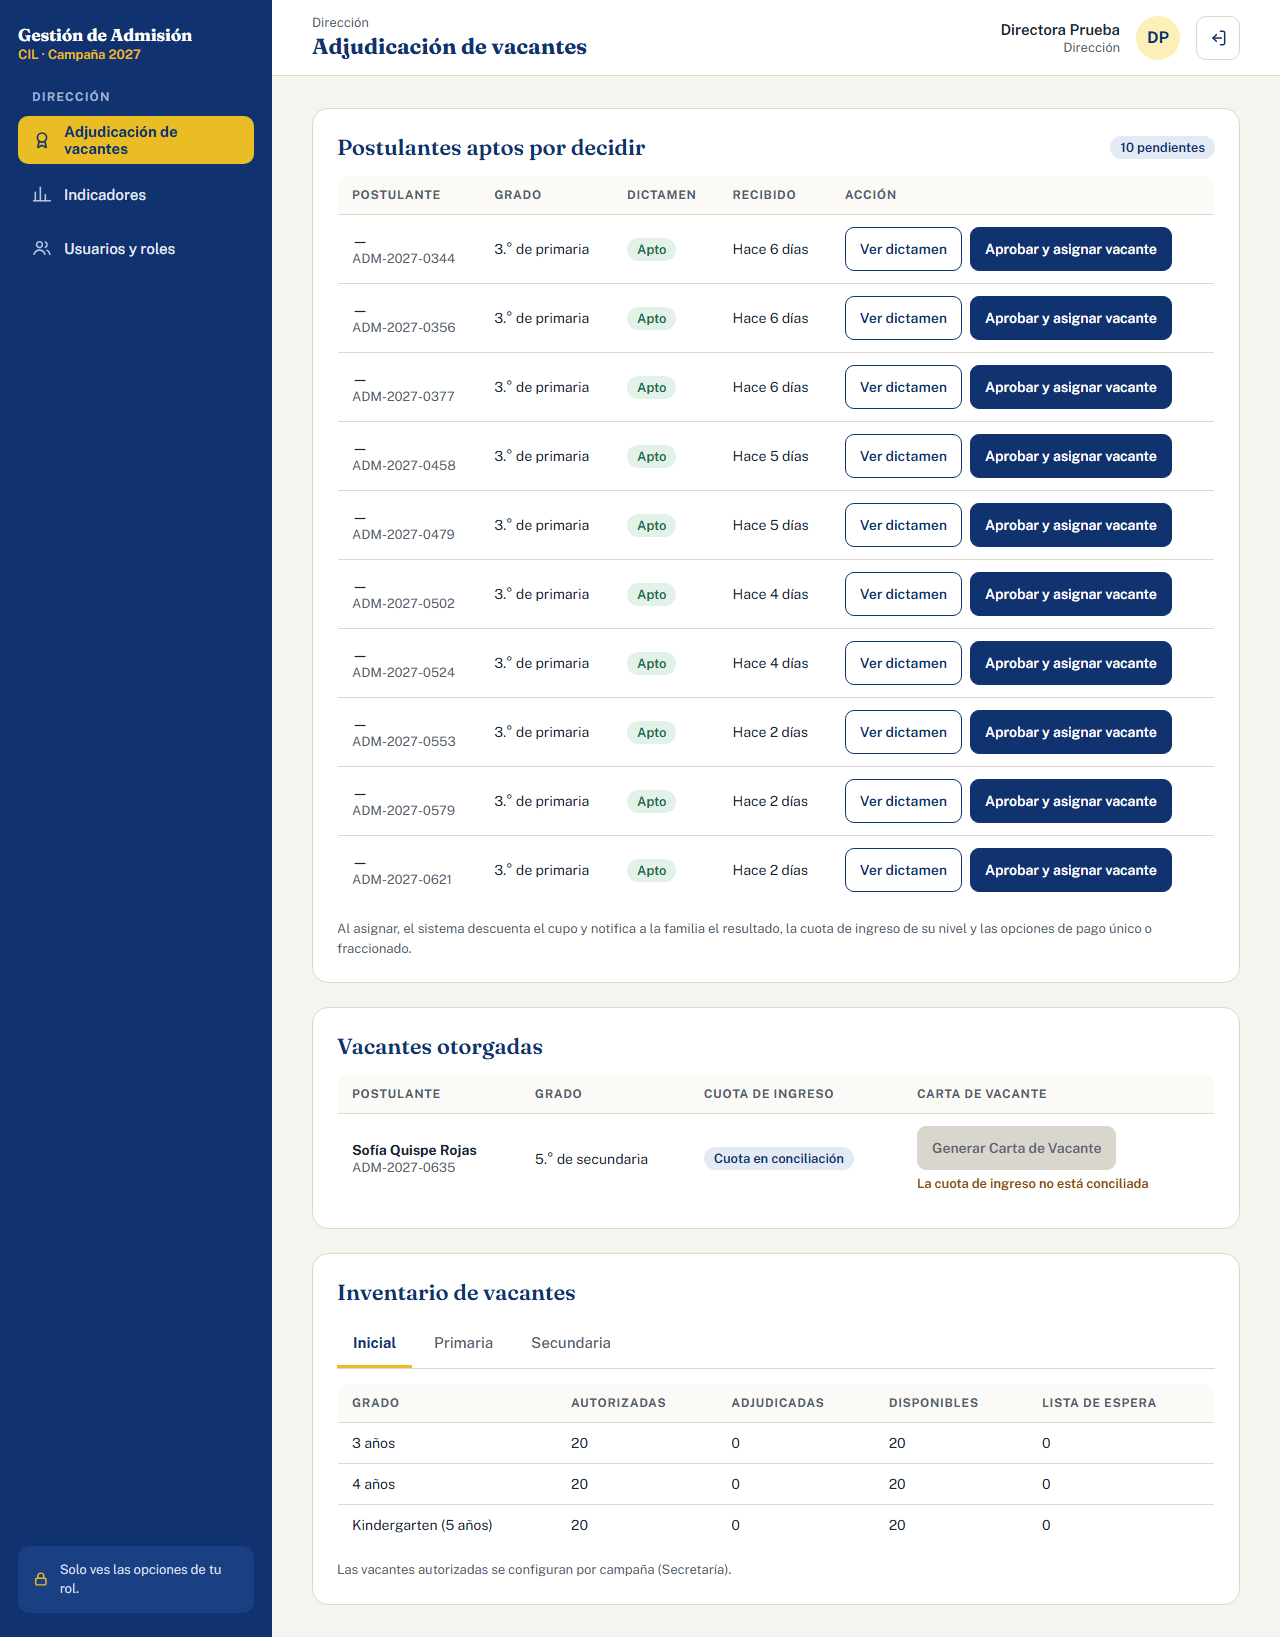 Gestión de Admisión
CIL · Campaña 2027
DIRECCIÓN
Adjudicación de
vacantes
Indicadores
Usuarios y roles
Solo ves las opciones de tu
rol.
Dirección
Adjudicación de vacantes
Directora Prueba
Dirección
DP
Postulantes aptos por decidir
10 pendientes
POSTULANTE GRADO DICTAMEN RECIBIDO ACCIÓN
—
ADM-2027-0344 3.° de primaria Apto Hace 6 días Ver dictamen Aprobar y asignar vacante
—
ADM-2027-0356 3.° de primaria Apto Hace 6 días Ver dictamen Aprobar y asignar vacante
—
ADM-2027-0377 3.° de primaria Apto Hace 6 días Ver dictamen Aprobar y asignar vacante
—
ADM-2027-0458 3.° de primaria Apto Hace 5 días Ver dictamen Aprobar y asignar vacante
—
ADM-2027-0479 3.° de primaria Apto Hace 5 días Ver dictamen Aprobar y asignar vacante
—
ADM-2027-0502 3.° de primaria Apto Hace 4 días Ver dictamen Aprobar y asignar vacante
—
ADM-2027-0524 3.° de primaria Apto Hace 4 días Ver dictamen Aprobar y asignar vacante
—
ADM-2027-0553 3.° de primaria Apto Hace 2 días Ver dictamen Aprobar y asignar vacante
—
ADM-2027-0579 3.° de primaria Apto Hace 2 días Ver dictamen Aprobar y asignar vacante
—
ADM-2027-0621 3.° de primaria Apto Hace 2 días Ver dictamen Aprobar y asignar vacante
Al asignar, el sistema descuenta el cupo y notifica a la familia el resultado, la cuota de ingreso de su nivel y las opciones de pago único o
fraccionado.
Vacantes otorgadas
POSTULANTE GRADO CUOTA DE INGRESO CARTA DE VACANTE
Sofía Quispe Rojas
ADM-2027-0635 5.° de secundaria Cuota en conciliación Generar Carta de Vacante
La cuota de ingreso no está conciliada
Inventario de vacantes
Inicial Primaria Secundaria
GRADO AUTORIZADAS ADJUDICADAS DISPONIBLES LISTA DE ESPERA
3 años 20 0 20 0
4 años 20 0 20 0
Kindergarten (5 años) 20 0 20 0
Las vacantes autorizadas se configuran por campaña (Secretaría).